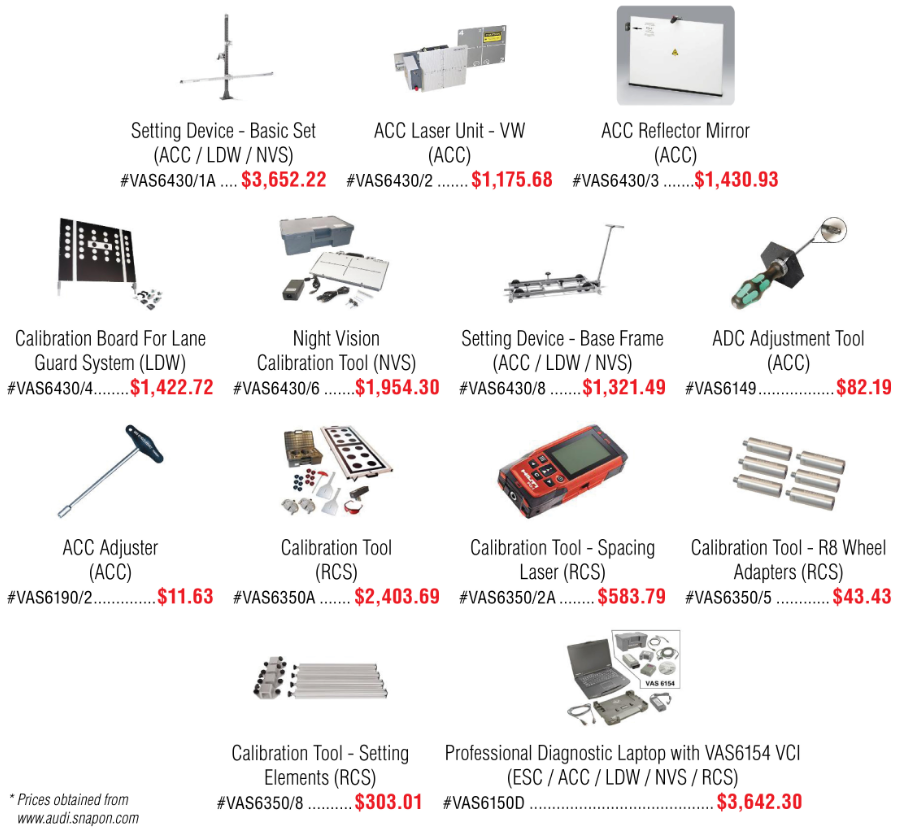 Setting Device - Basic Set
(ACC / LDW / NVS)
#VAS6430/1A .... $3,652.22
ACC Laser Unit - VW
(ACC)
#VAS6430/2 ....... $1,175.68
ACC Reflector Mirror
(ACC)
#VAS6430/3 .......$1,430.93
Calibration Board For Lane
Guard System (LDW)
#VAS6430/4........$1,422.72
Night Vision
Calibration Tool (NVS)
#VAS6430/6 .......$1,954.30
Setting Device - Base Frame
(ACC / LDW / NVS)
#VAS6430/8 .......$1,321.49
ADC Adjustment Tool
(ACC)
#VAS6149.................$82.19
ACC Adjuster
(ACC)
#VAS6190/2..............$11.63
Calibration Tool
(RCS)
#VAS6350A .......$2,403.69
HILTI
Calibration Tool - Spacing
Laser (RCS)
#VAS6350/2A ........$583.79
Calibration Tool - R8 Wheel
Adapters (RCS)
#VAS6350/5 ............$43.43
Calibration Tool - Setting
Elements (RCS)
#VAS6350/8 ..........$303.01
VAS 6154
Professional Diagnostic Laptop with VAS6154 VCI
(ESC / ACC / LDW / NVS / RCS)
#VAS6150D ..........................................$3,642.30
* Prices obtained from
www.audi.snapon.com